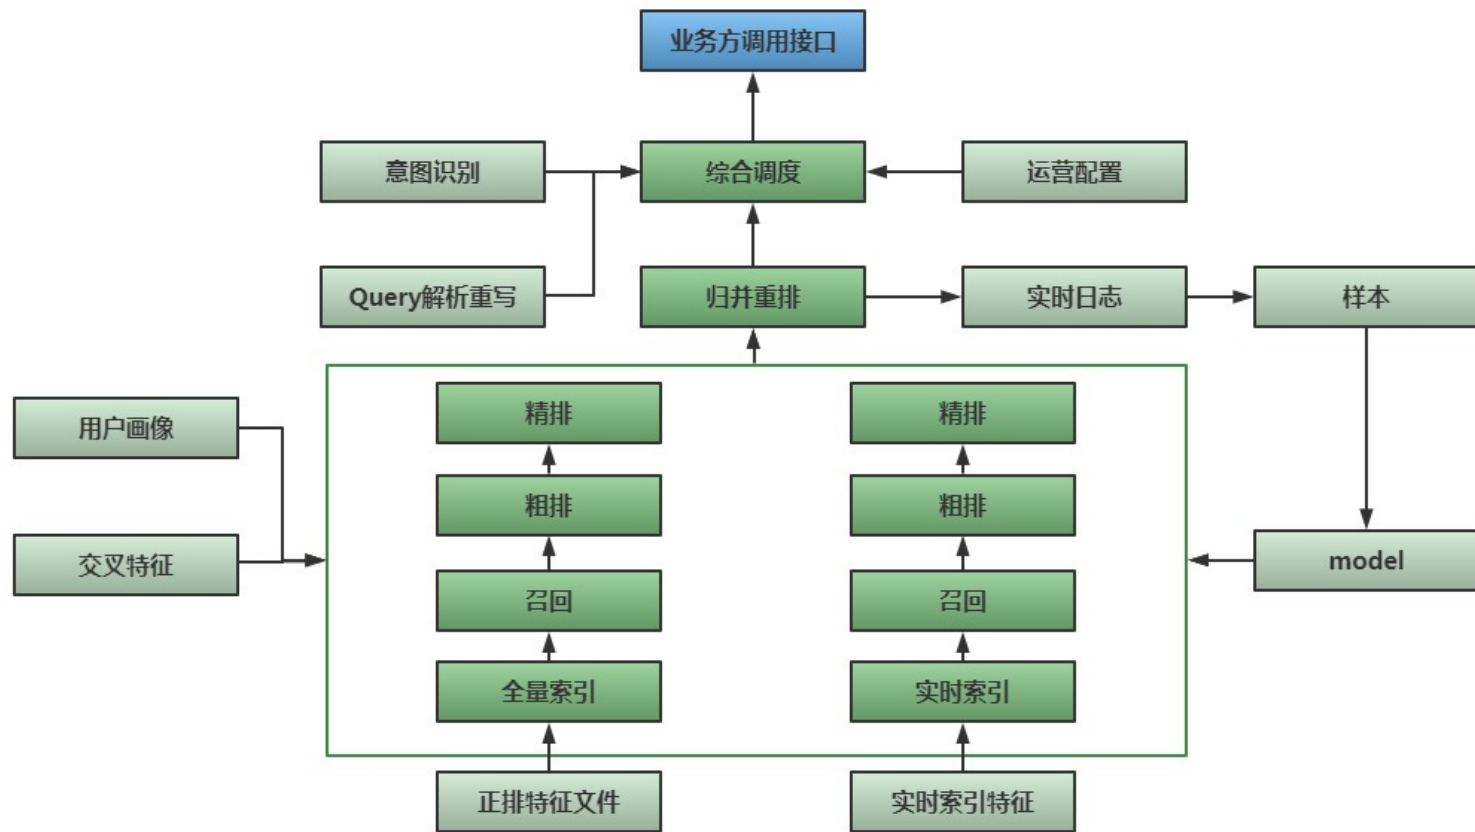 业务方调用接口
意图识别
综合调度
运营配置
Query解析重写
归并重排
实时日志
样本
用户画像
交叉特征
精排
粗排
召回
全量索引
正排特征文件
精排
粗排
召回
实时索引
实时索引特征
model